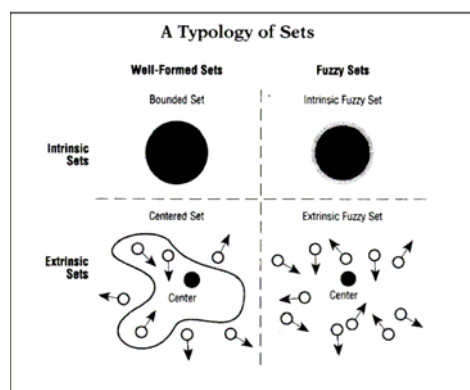 A Typology of Sets
Well-Formed Sets
Fuzzy Sets
Bounded Set
Intrinsic Fuzzy Set
Intrinsic
Sets
Centered Set
Extrinsic Fuzzy Set
Extrinsic
Sets
Center
Center